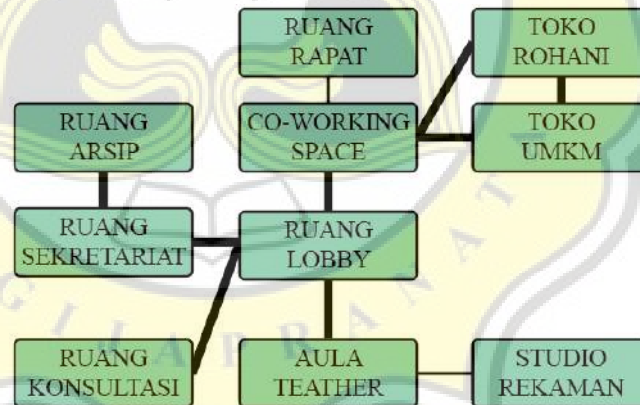 RUANG
RAPAT
TOKO
ROHANI
RUANG
ARSIP
CO-WORKING
SPACE
TOKO
UMKM
RUANG
SEKRETARIAT
RUANG
LOBBY
RUANG
KONSULTASI
AULA
TEATHER
STUDIO
REKAMAN
GIJAPRANAT